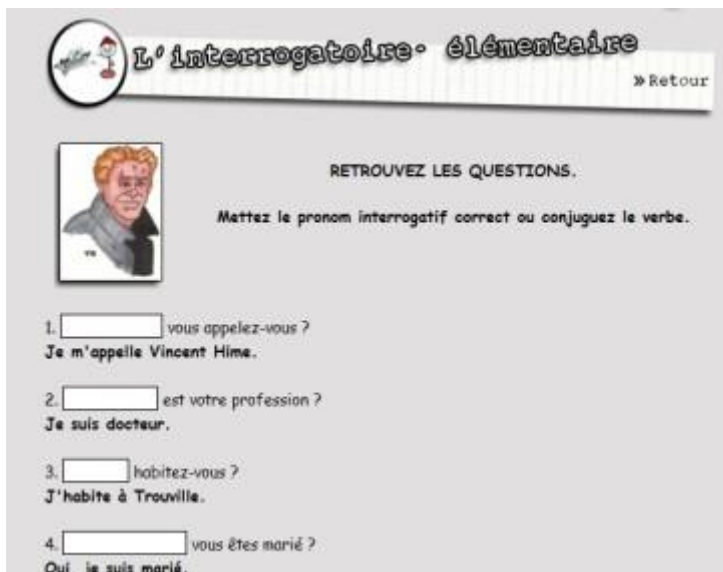 L'interrogatoire· élémentaire
» Retour
RETROUVEZ LES QUESTIONS.
Mettez le pronom interrogatif correct ou conjuguez le verbe.
1. vous appelez-vous ?
Je m'appelle Vincent Hime.
2. est votre profession ?
Je suis docteur.
3. habitez-vous ?
J'habite à Trouville.
4. vous êtes marié ?
Oui je suis marié.